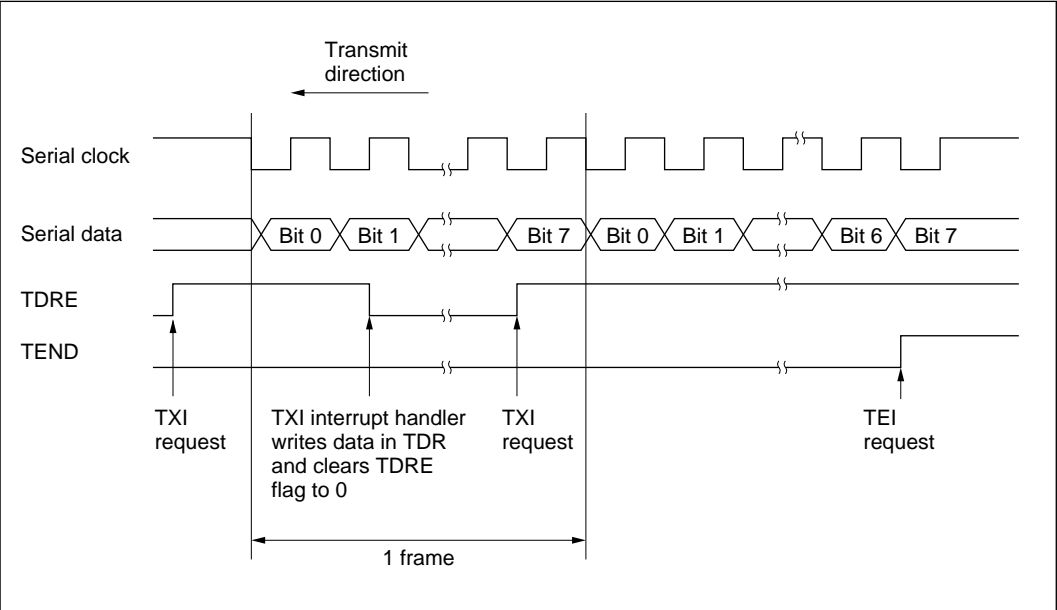 Transmit
direction
Serial clock
Serial data
Bit 0 Bit 1 Bit 7 Bit 0 Bit 1 Bit 6 Bit 7
TDRE
TEND
TXI
request
TXI interrupt handler
writes data in TDR
and clears TDRE
flag to 0
TXI
request
TEI
request
1 frame